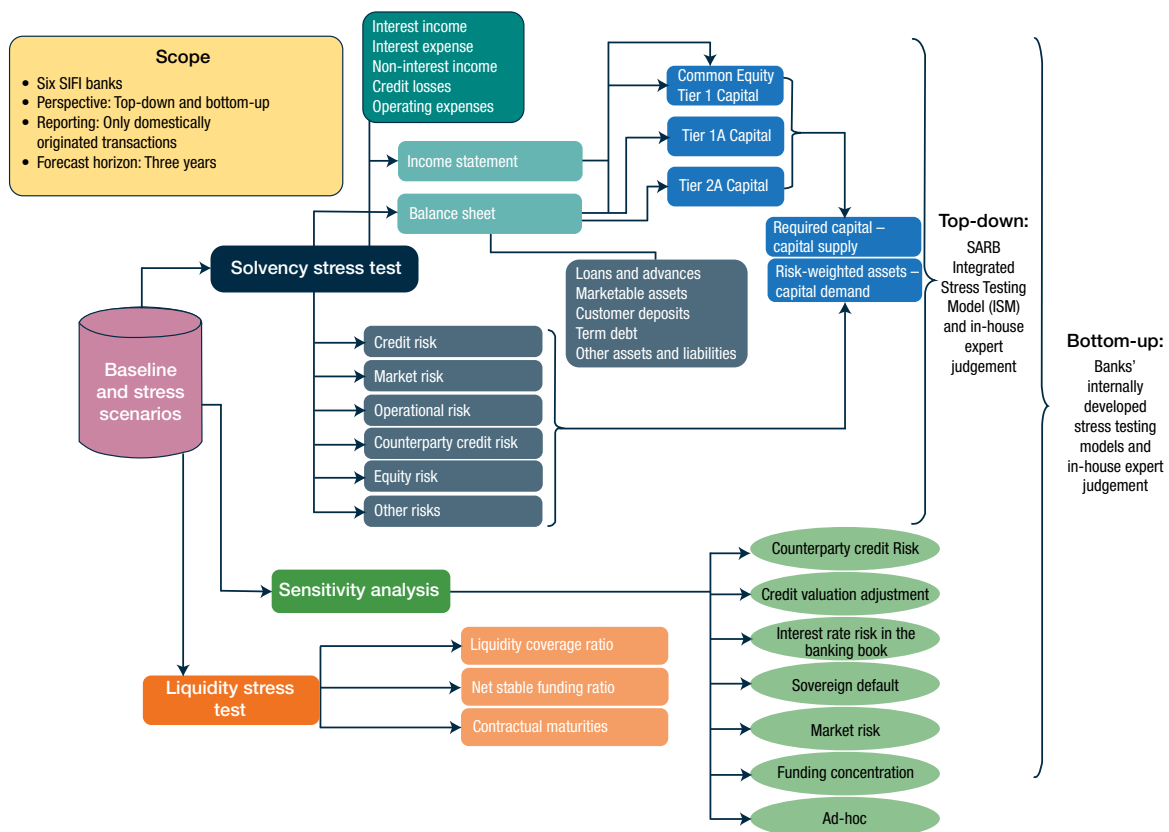 Scope
• Six SIFI banks
• Perspective: Top-down and bottom-up
• Reporting: Only domestically
originated transactions
• Forecast horizon: Three years
Interest income
Interest expense
Non-interest income
Credit losses
Operating expenses
Income statement
Balance sheet
Common Equity
Tier 1 Capital
Tier 1A Capital
Tier 2A Capital
Required capital –
capital supply
Risk-weighted assets –
capital demand
Solvency stress test
Loans and advances
Marketable assets
Customer deposits
Term debt
Other assets and liabilities
Baseline
and stress
scenarios
Credit risk
Market risk
Operational risk
Counterparty credit risk
Equity risk
Other risks
Top-down:
SARB
Integrated
Stress Testing
Model (ISM)
and in-house
expert
judgement
Bottom-up:
Banks’
internally
developed
stress testing
models and
in-house expert
judgement
Sensitivity analysis
Counterparty credit Risk
Credit valuation adjustment
Interest rate risk in the
banking book
Sovereign default
Market risk
Funding concentration
Ad-hoc
Liquidity stress
test
Liquidity coverage ratio
Net stable funding ratio
Contractual maturities